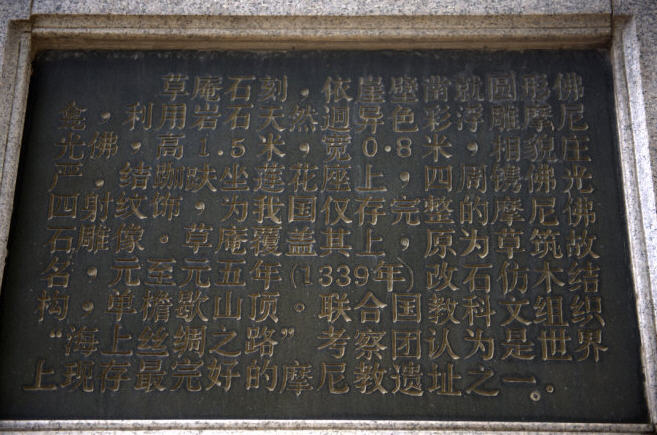 草庵石刻，依崖壁凿就圆形佛
龛，利用岩石天然迥异色彩浮雕摩尼
光佛，高1.5米，宽0.8米，相貌庄
严，结跏趺坐莲花座上，四周镌佛光
四射纹饰，为我国仅存完整的摩尼佛
石雕像。草庵覆盖其上，原为草筑故
名。元至元五年(1339年)改石仿木结
构，单檐歇山顶。联合国教科文组织
“海上丝绸之路”考察团认为是世界
上现存最完好的摩尼教遗址之一。